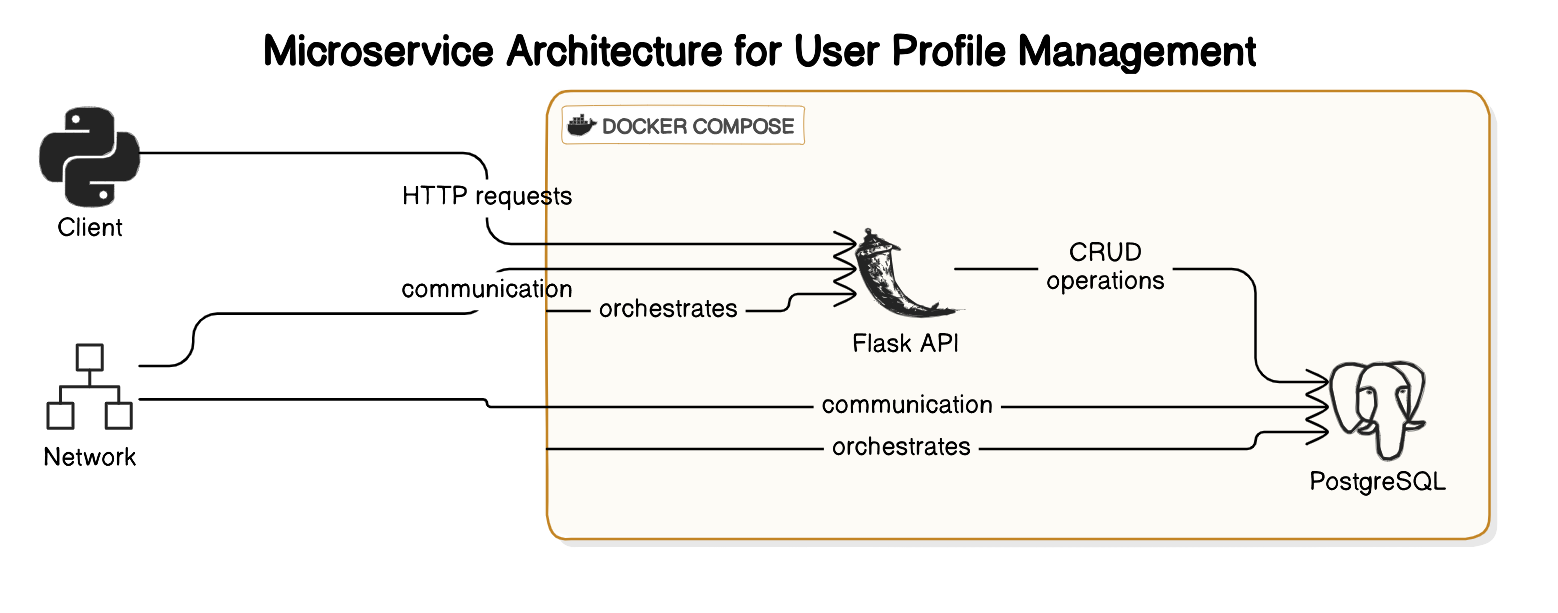 Microservice Architecture for User Profile Management
DOCKER COMPOSE
Client
HTTP requests
CRUD
operations
communication
orchestrates
Flask API
Network
communication
orchestrates
PostgreSQL